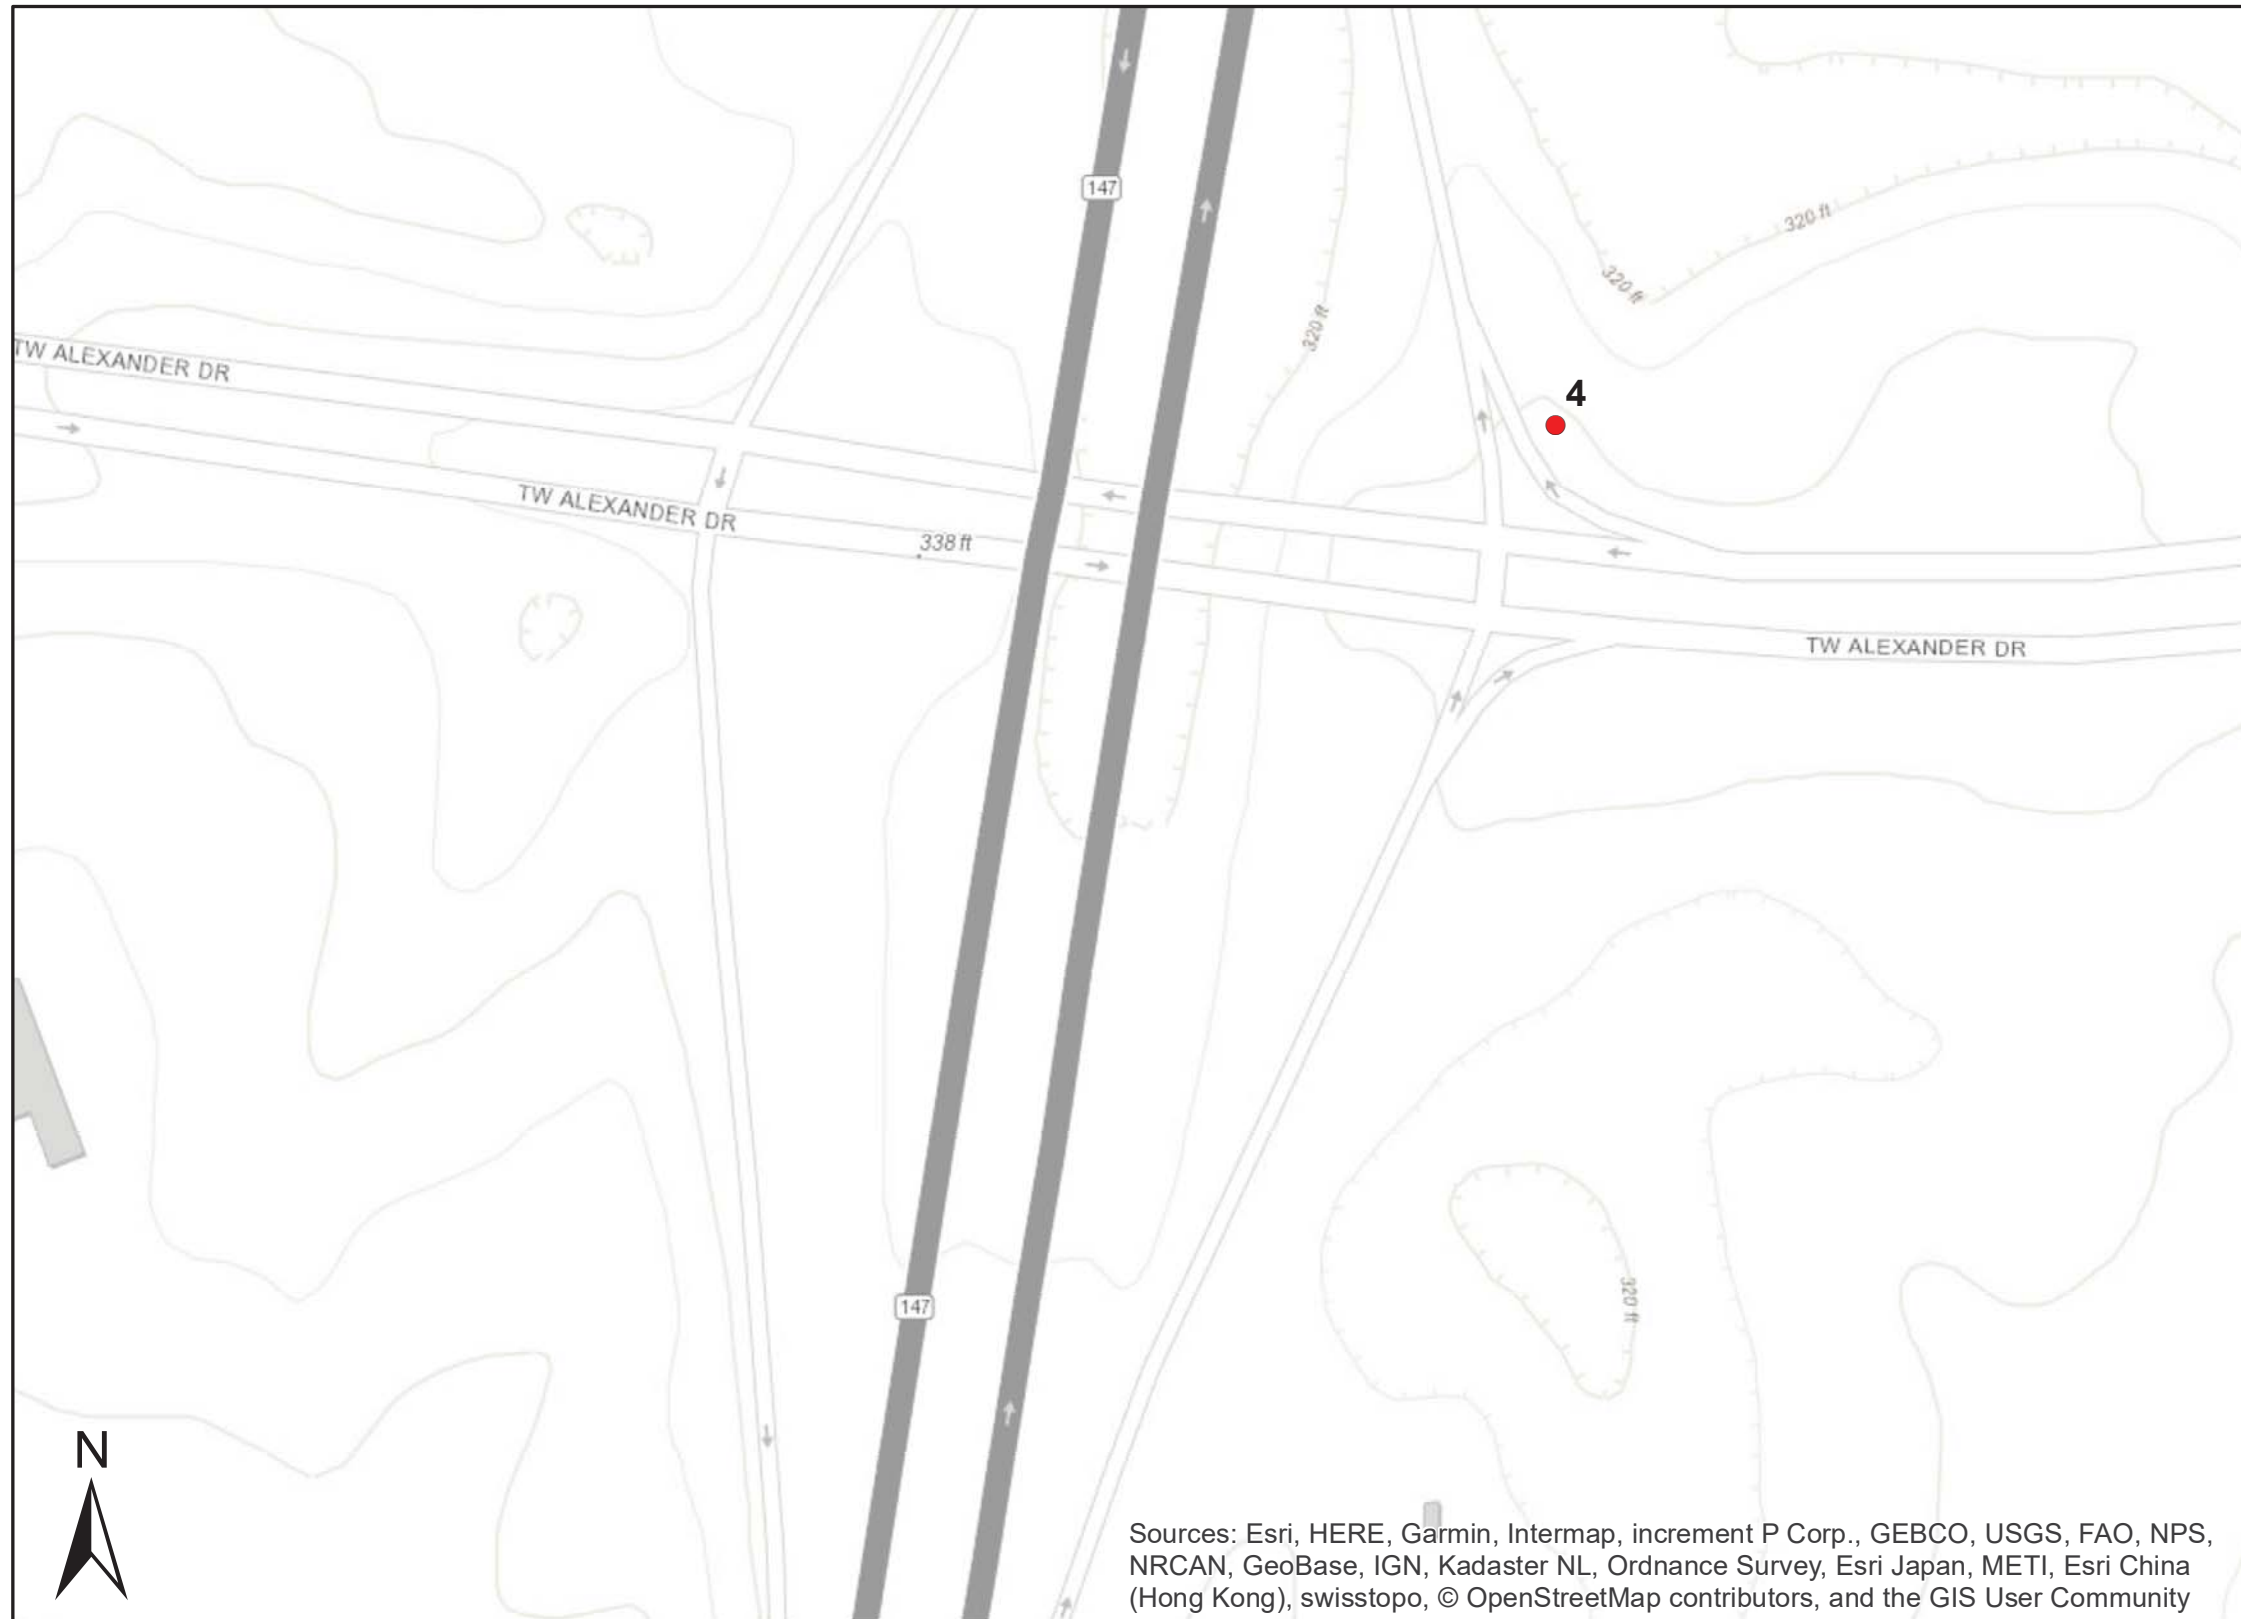 147
320 ft
320 ft
320 ft
TW ALEXANDER DR
4
TW ALEXANDER DR
338 ft
TW ALEXANDER DR
320 ft
147
N
Sources: Esri, HERE, Garmin, Intermap, increment P Corp., GEBCO, USGS, FAO, NPS,
NRCAN, GeoBase, IGN, Kadaster NL, Ordnance Survey, Esri Japan, METI, Esri China
(Hong Kong), swisstopo, © OpenStreetMap contributors, and the GIS User Community